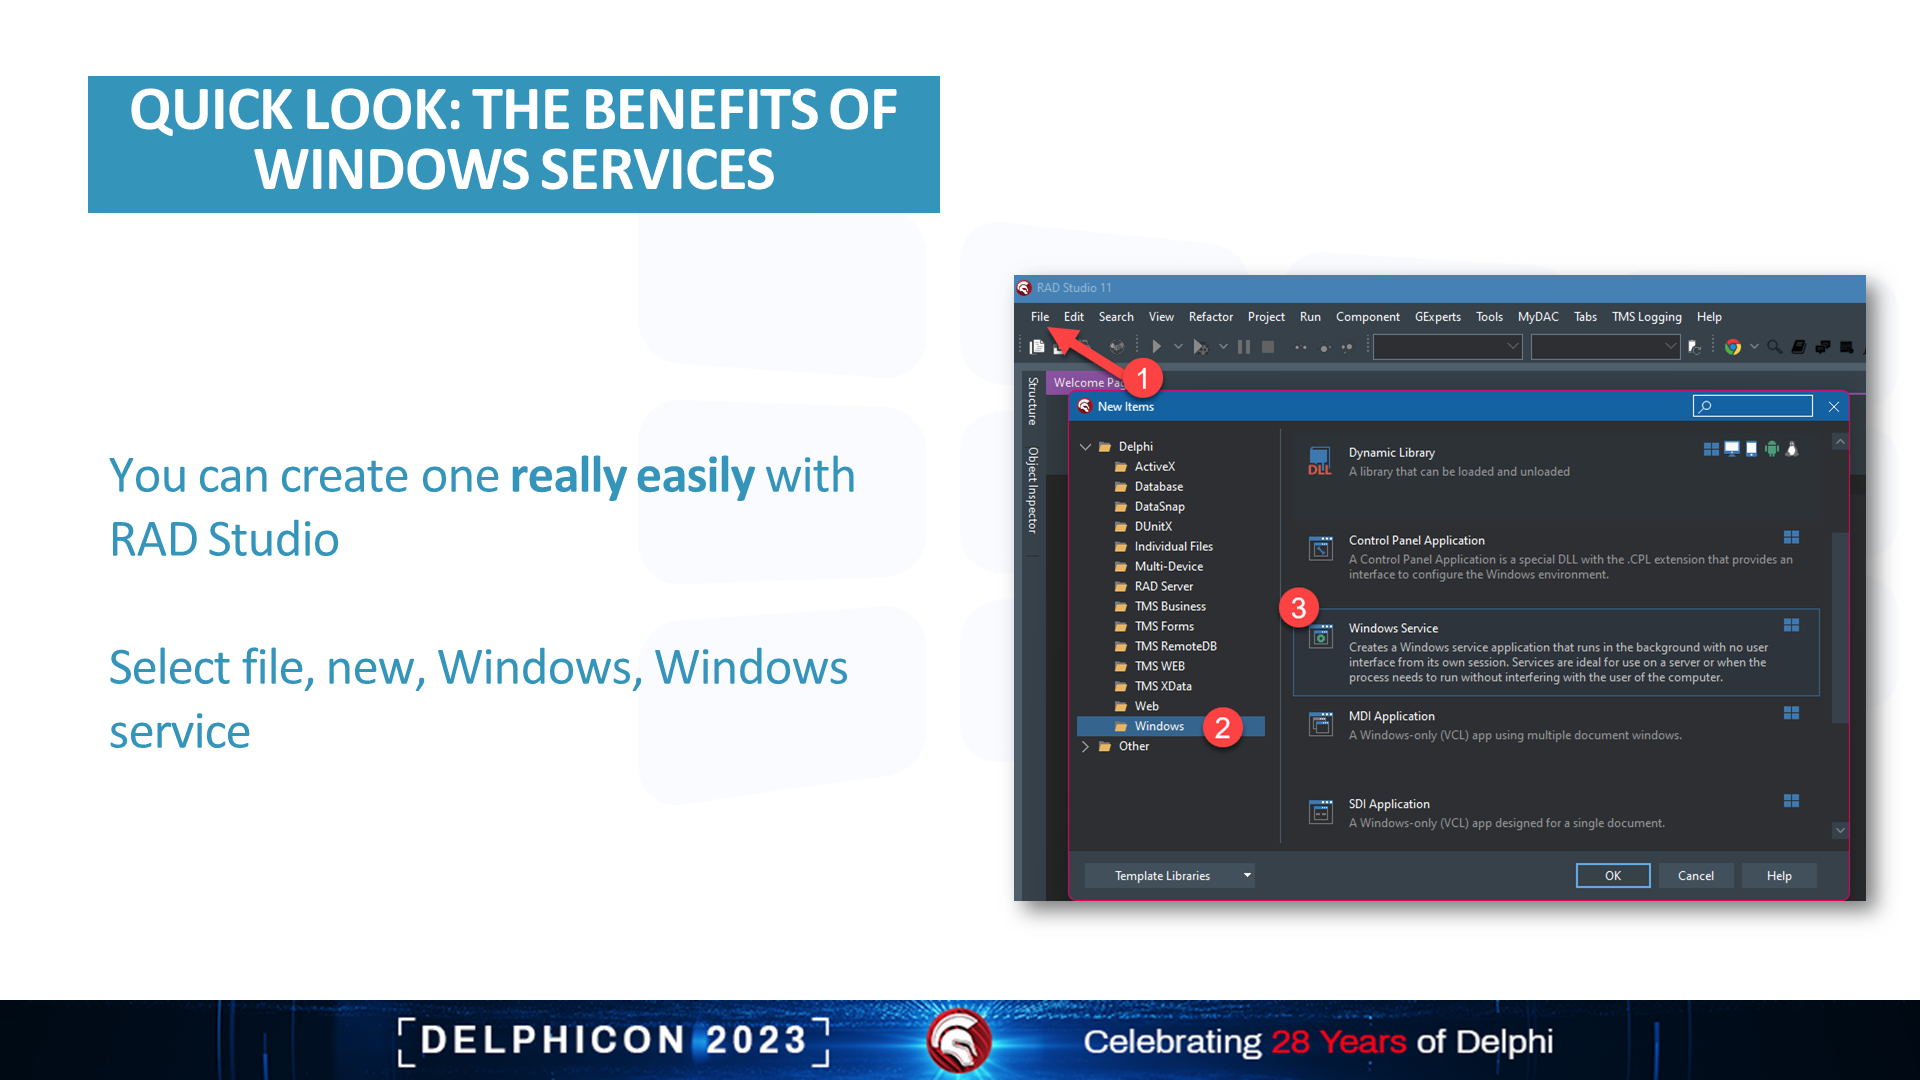 QUICK LOOK: THE BENEFITS OF
WINDOWS SERVICES
You can create one really easily with
RAD Studio
Select file, new, Windows, Windows
service
RAD Studio 11
File Edit Search View Refactor Project Run Component GExperts Tools MyDAC Tabs TMS Logging Help
1
Structure
Object Inspector
Welcome
New Items
Delphi
ActiveX
Database
DataSnap
DUnitX
Individual Files
Multi-Device
RAD Server
TMS Business
TMS Forms
TMS RemoteDB
TMS WEB
TMS XData
Web
Windows
2
Other
DLL
Dynamic Library
A library that can be loaded and unloaded
Control Panel Application
A Control Panel Application is a special DLL with the .CPL extension that provides an
interface to configure the Windows environment.
3
Windows Service
Creates a Windows service application that runs in the background with no user
interface from its own session. Services are ideal for use on a server or when the
process needs to run without interfering with the user of the computer.
MDI Application
A Windows-only (VCL) app using multiple document windows.
SDI Application
A Windows-only (VCL) app designed for a single document.
Template Libraries
OK
Cancel
Help
DELPHICON 2023
Celebrating 28 Years of Delphi